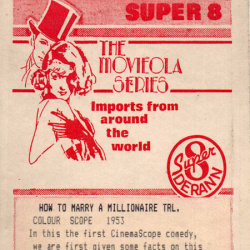 SUPER 8
THE
MOVIEOLA
SERIES
Imports from
around
the
world
Super
8
DERANN
HOW TO MARRY A MILLIONAIRE TRL.
COLOUR SCOPE 1953
In this the first CinemaScope comedy,
we are first given some facts on this